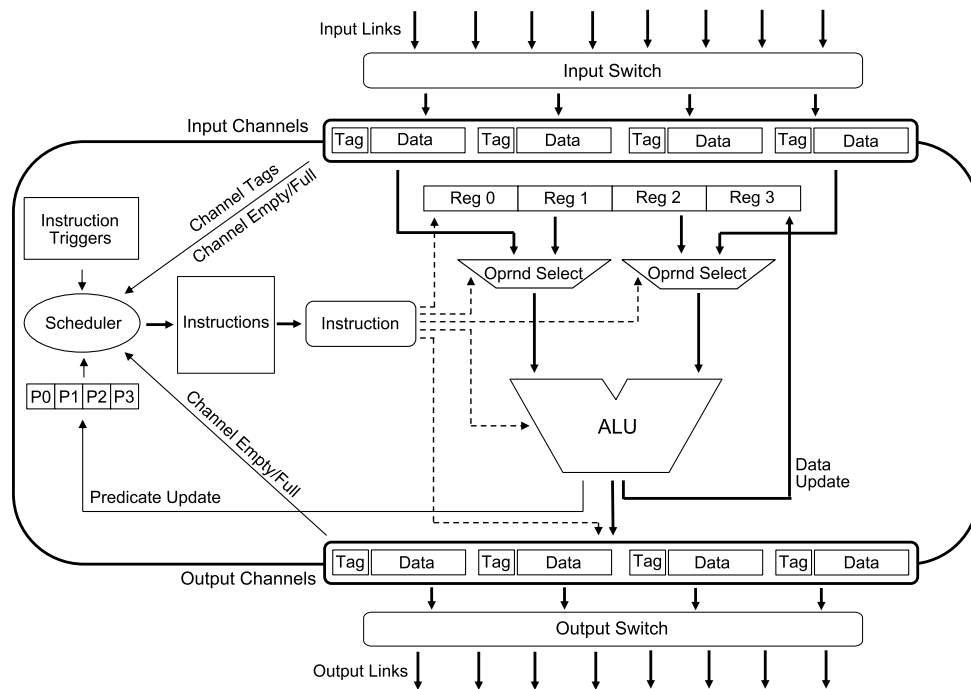 Input Links
Input Switch
Input Channels
Tag Data Tag Data Tag Data Tag Data
Channel Tags
Channel Empty/Full
Reg 0 Reg 1 Reg 2 Reg 3
Instruction
Triggers
Oprnd Select Oprnd Select
Scheduler
Instructions
Instruction
P0 P1 P2 P3
Channel Empty/Full
ALU
Data
Update
Predicate Update
Tag Data Tag Data Tag Data Tag Data
Output Channels
Output Switch
Output Links